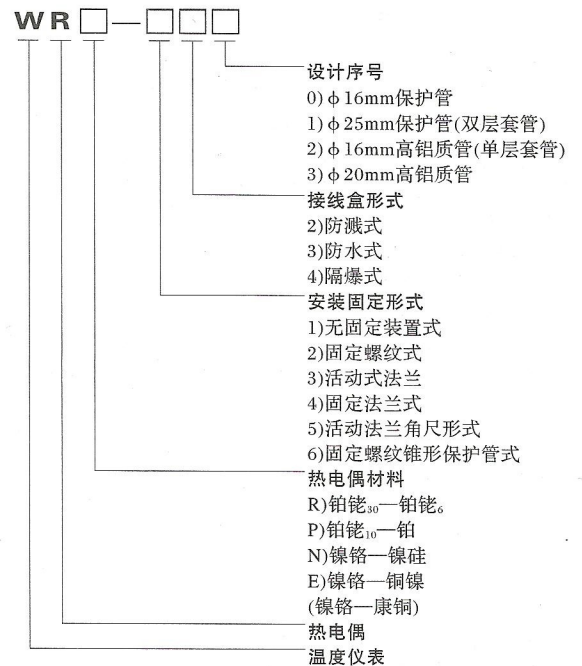 WR□—□□□
设计序号
0)φ16mm保护管
1)φ25mm保护管(双层套管)
2)φ16mm高铝质管(单层套管)
3)φ20mm高铝质管
接线盒形式
2)防溅式
3)防水式
4)隔爆式
安装固定形式
1)无固定装置式
2)固定螺纹式
3)活动式法兰
4)固定法兰式
5)活动法兰角尺形式
6)固定螺纹锥形保护管式
热电偶材料
R)铂铑₃₀—铂铑₆
P)铂铑₁₀—铂
N)镍铬—镍硅
E)镍铬—铜镍
(镍铬—康铜)
热电偶
温度仪表